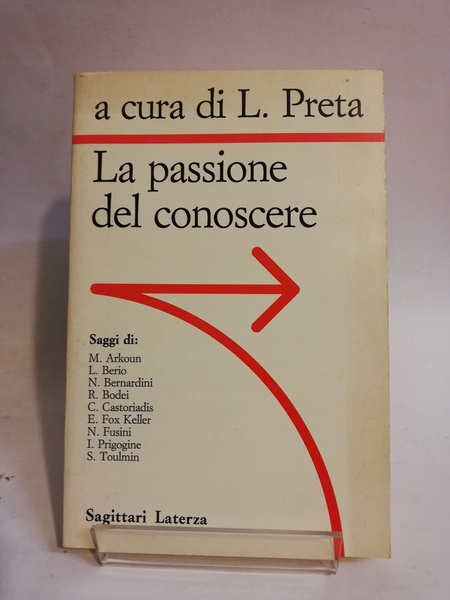 a cura di L. Preta
La passione
del conoscere
Saggi di:
M. Arkoun
L. Berio
N. Bernardini
R. Bodei
C. Castoriadis
E. Fox Keller
N. Fusini
I. Prigogine
S. Toulmin
Sagittari Laterza